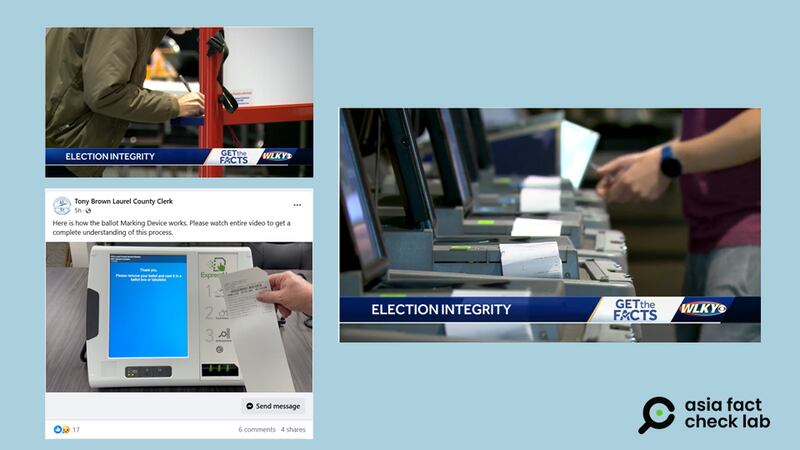 ELECTION INTEGRITY
GET the
FACTS
WLKY
Tony Brown Laurel County Clerk
5h
Here is how the ballot Marking Device works. Please watch entire video to get a
complete understanding of this process.
Thank you.
Please remove your ballot and cast it in a
ballot box or tabulator.
1
2
3
Send message
17
6 comments 4 shares
ELECTION INTEGRITY
GET the
FACTS
WLKY
asia fact
check lab